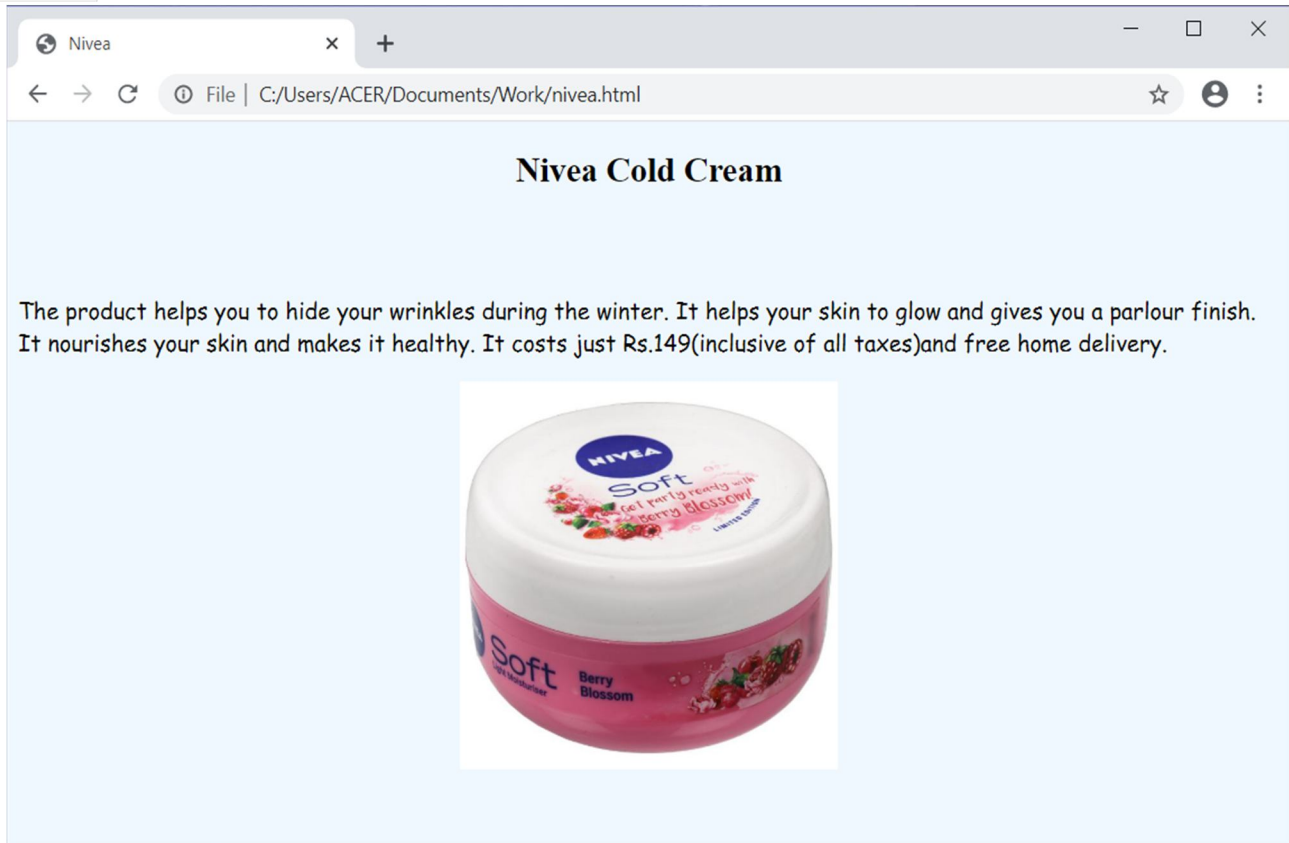 Nivea
File | C:/Users/ACER/Documents/Work/nivea.html
Nivea Cold Cream
The product helps you to hide your wrinkles during the winter. It helps your skin to glow and gives you a parlour finish.
It nourishes your skin and makes it healthy. It costs just Rs.149(inclusive of all taxes)and free home delivery.
NIVEA
Soft
Get party ready with
Berry Blossom!
LIMITED EDITION
Soft
Light Moisturiser
Berry
Blossom